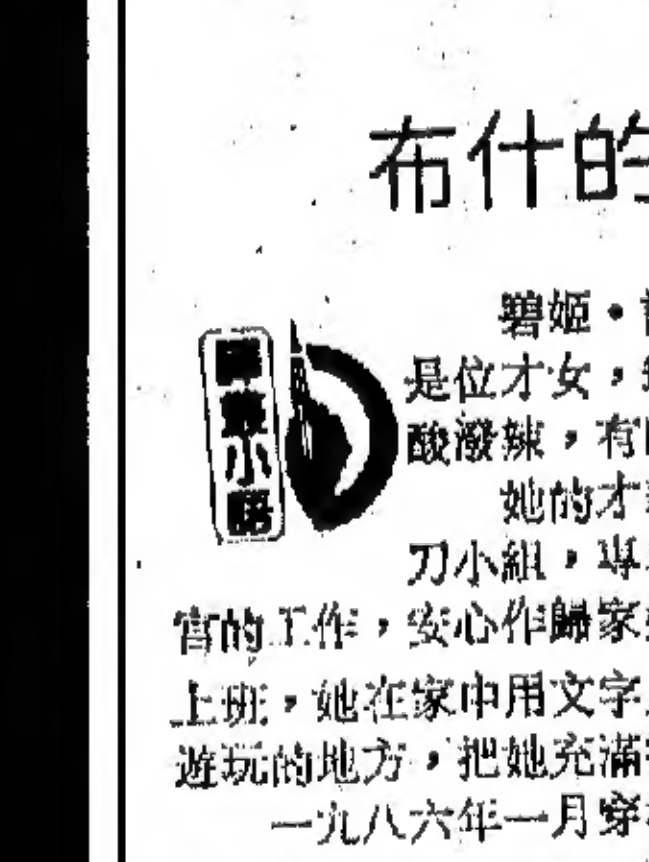 布什的
碧姬・
是位才女，
酸潑辣，有
她的才
刀小組，專
官的工作，安心作歸家
上班，她在家中用文字
遊玩的地方，把她充滿
一九八六年一月穿
小